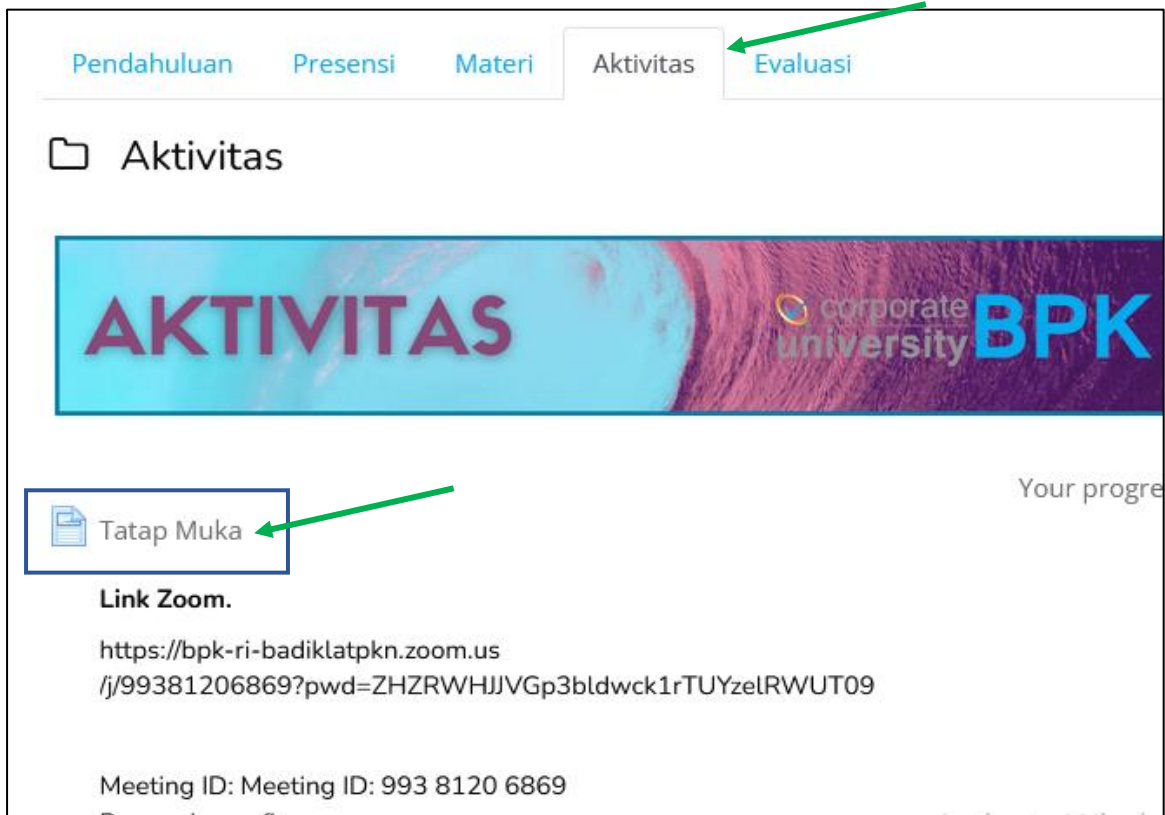 Pendahuluan Presensi Materi Aktivitas Evaluasi
Aktivitas
AKTIVITAS
corporate
university BPK
Your progre
Tatap Muka
Link Zoom.
https://bpk-ri-badiklatpkn.zoom.us
/j/99381206869?pwd=ZHZRWHJJVGp3bldwck1rTUYzelRWUT09
Meeting ID: Meeting ID: 993 8120 6869